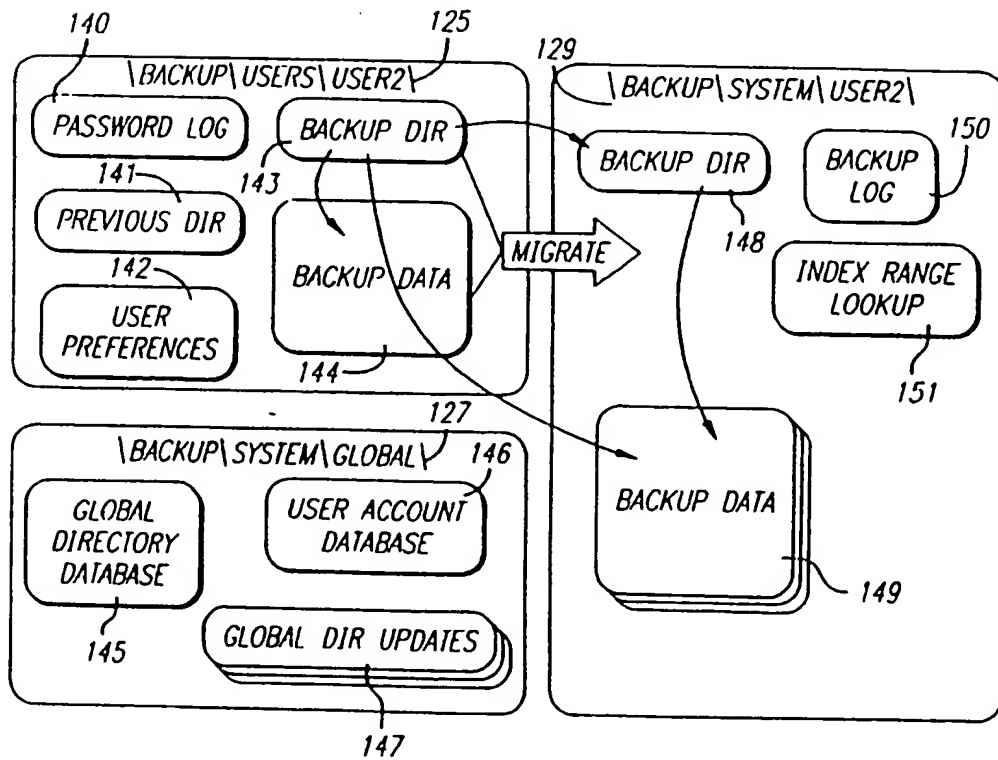 140
125
\BACKUP\USERS\USER2\
PASSWORD LOG
BACKUP DIR
143
141
PREVIOUS DIR
142
USER
PREFERENCES
BACKUP DATA
144
MIGRATE
129
\BACKUP\SYSTEM\USER2\
BACKUP DIR
148
BACKUP
LOG
150
INDEX RANGE
LOOKUP
151
BACKUP DATA
149
127
\BACKUP\SYSTEM\GLOBAL\
146
GLOBAL
DIRECTORY
DATABASE
145
USER ACCOUNT
DATABASE
GLOBAL DIR UPDATES
147